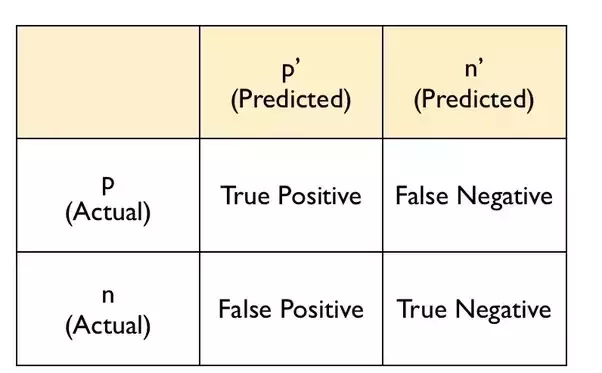 p’
(Predicted)
n’
(Predicted)
p
(Actual)
True Positive
False Negative
n
(Actual)
False Positive
True Negative